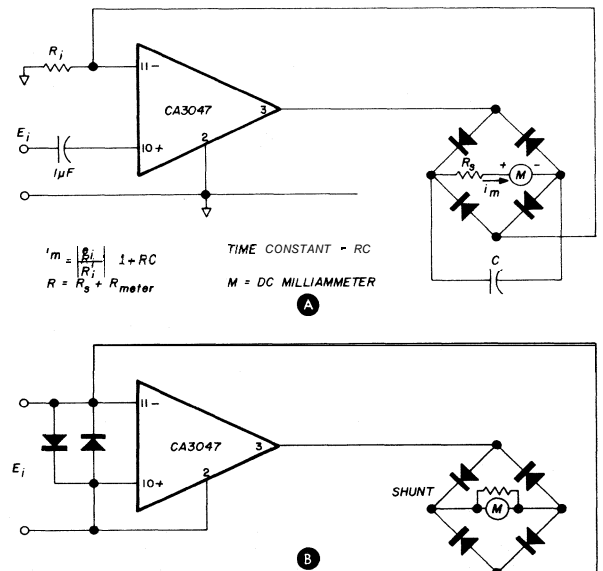 Ri
11-
CA3047
3
2
10+
Ei
1µF
Rs
+ M -
im
C
im = |ei/Ri| 1+RC
R = Rs + Rmeter
TIME CONSTANT - RC
M = DC MILLIAMMETER
A
11-
CA3047
3
2
10+
Ei
SHUNT
M
B